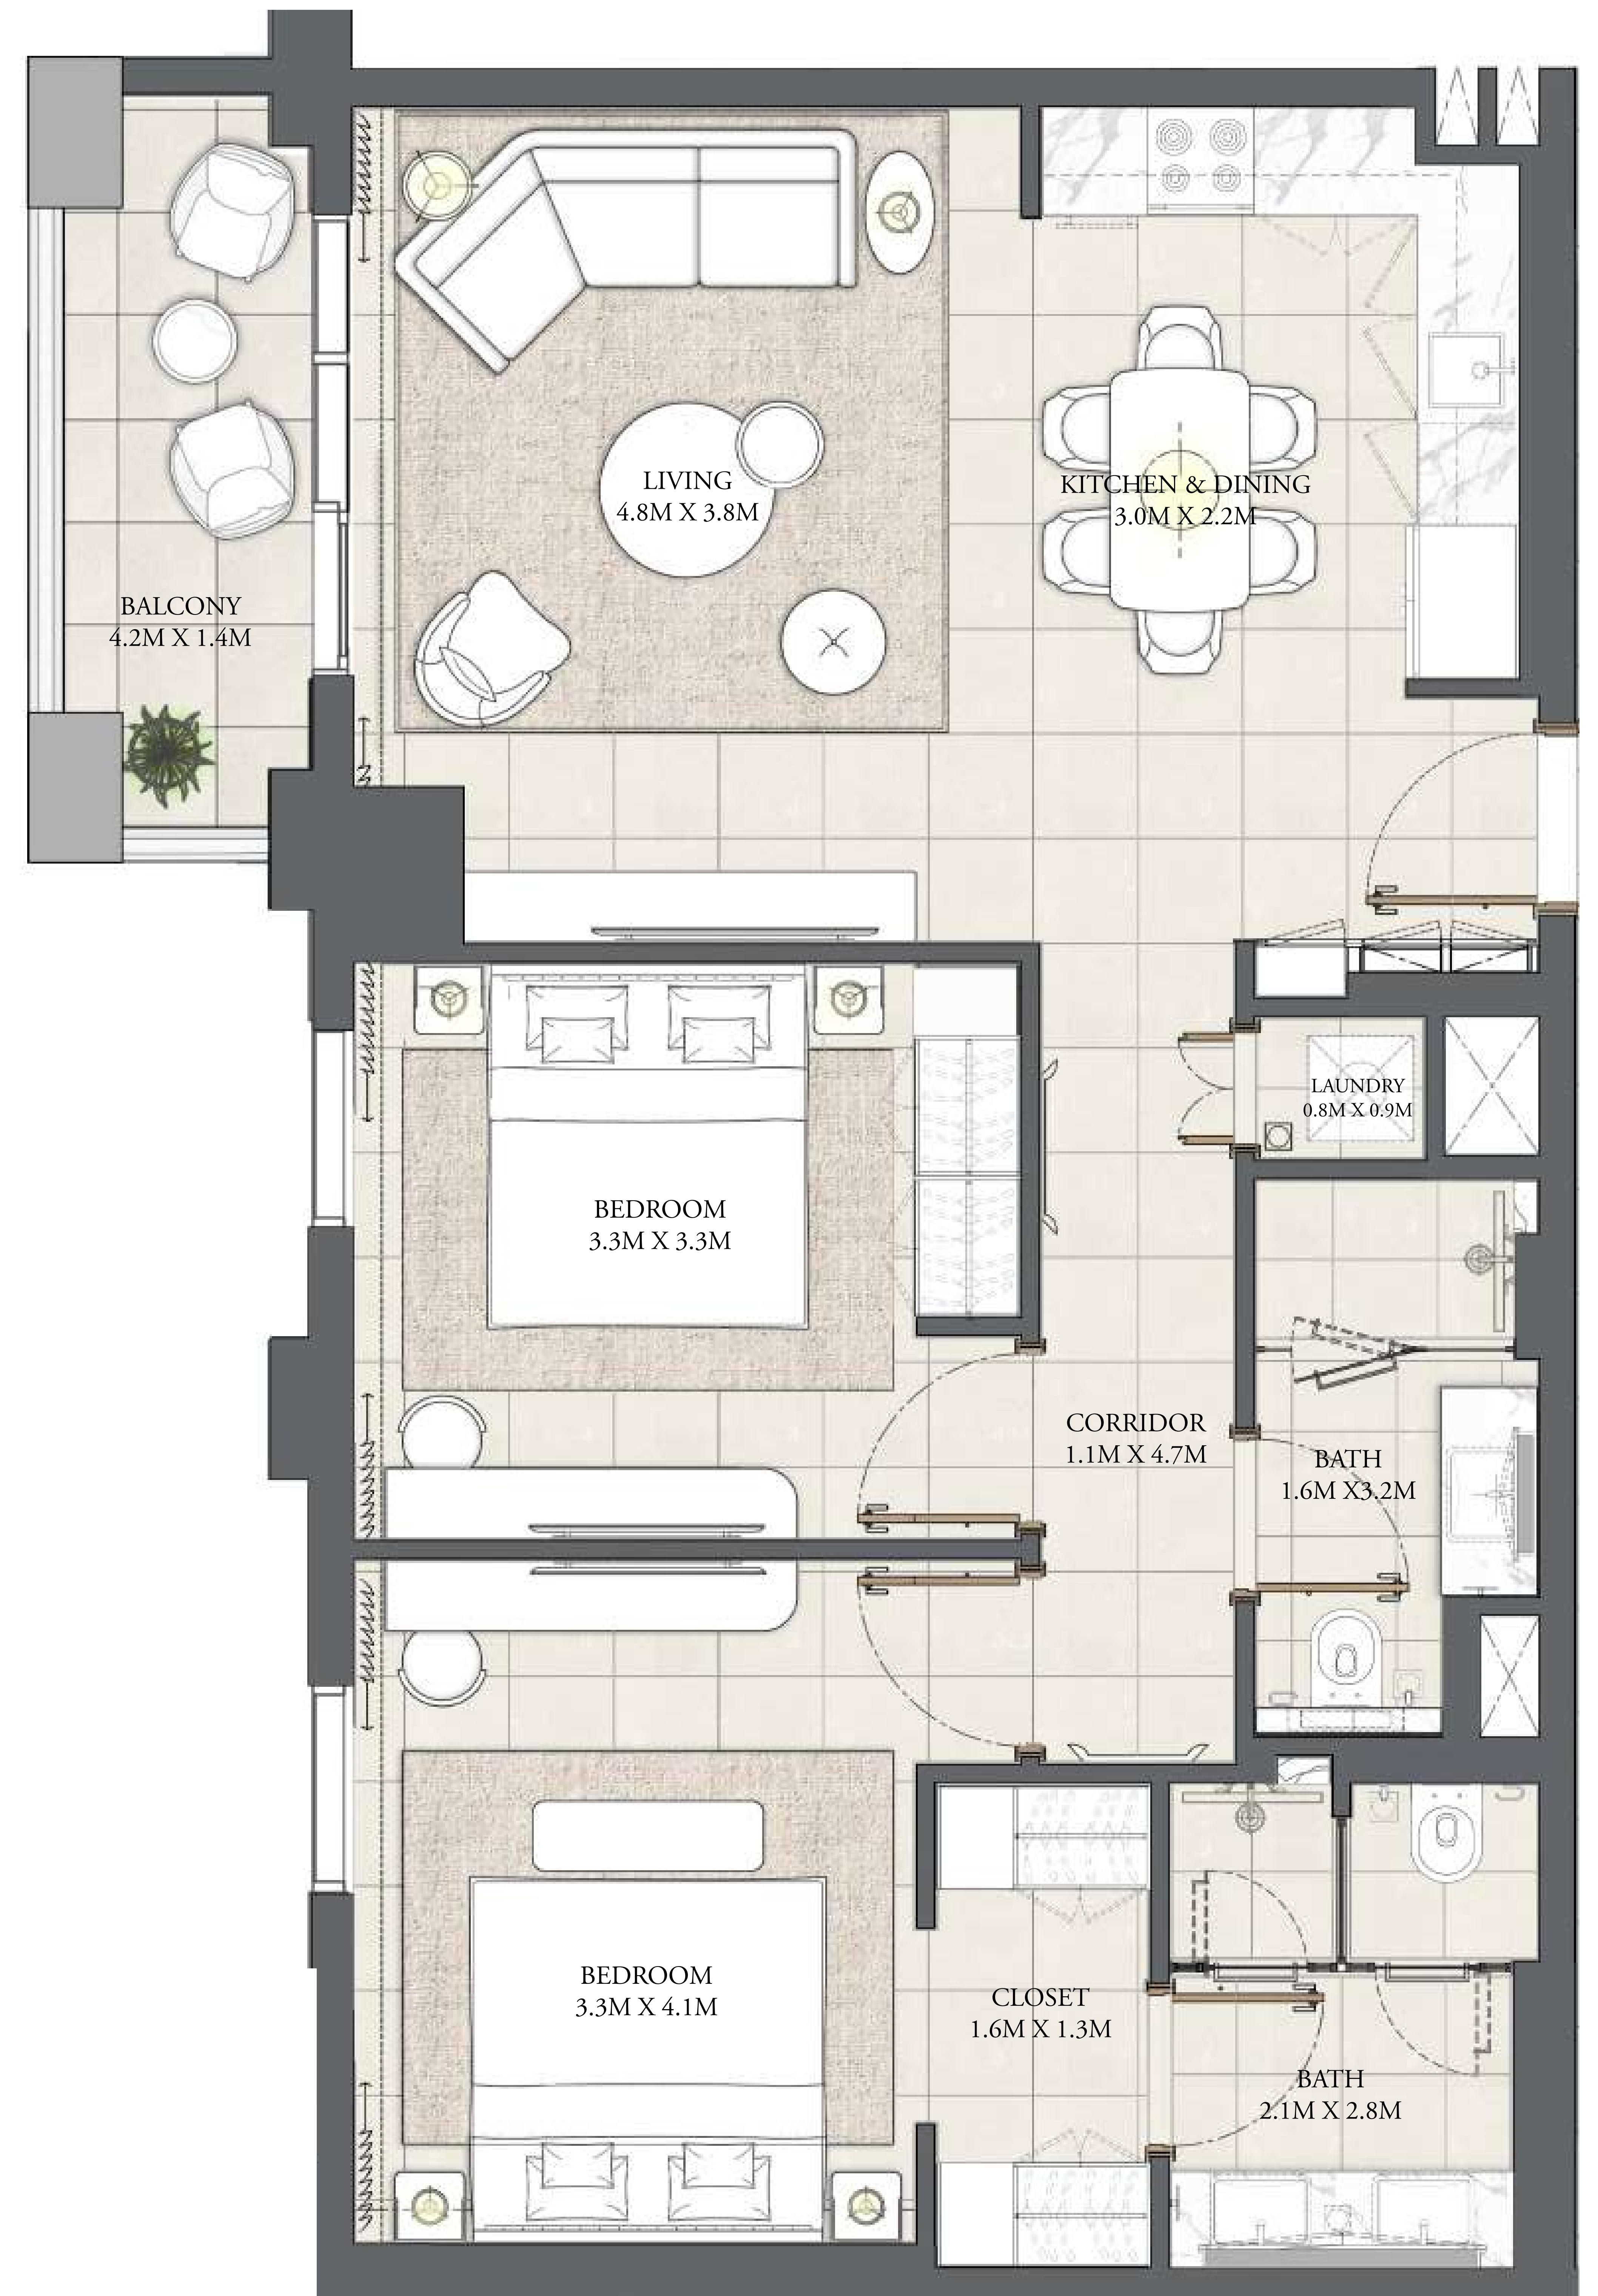 LIVING
4.8M X 3.8M
KITCHEN & DINING
3.0M X 2.2M
BALCONY
4.2M X 1.4M
LAUNDRY
0.8M X 0.9M
BEDROOM
3.3M X 3.3M
CORRIDOR
1.1M X 4.7M
BATH
1.6M X3.2M
BEDROOM
3.3M X 4.1M
CLOSET
1.6M X 1.3M
BATH
2.1M X 2.8M